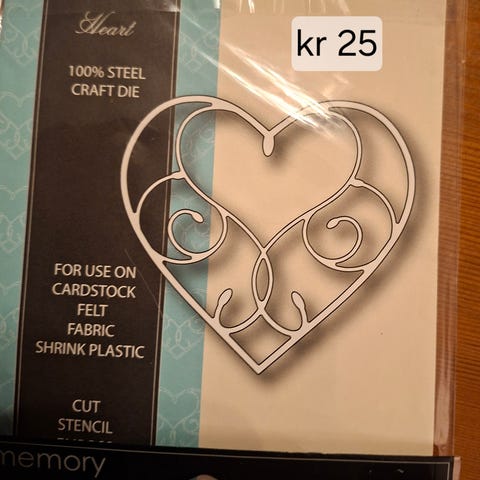 Heart
kr 25
100% STEEL
CRAFT DIE
FOR USE ON
CARDSTOCK
FELT
FABRIC
SHRINK PLASTIC
CUT
STENCIL
memory